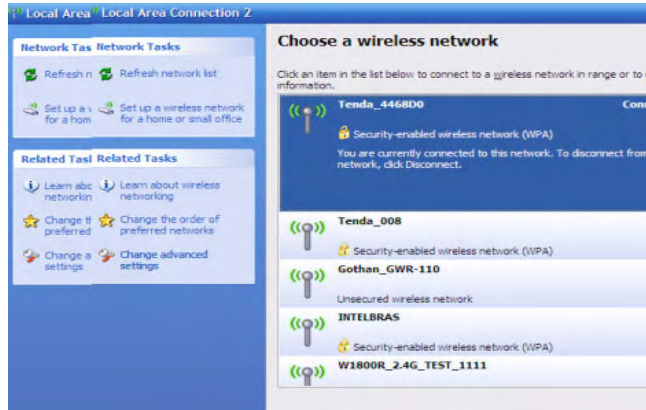 Local Area Local Area Connection 2
Network Tas Network Tasks
Refresh n Refresh network list
Set up a Set up a wireless network
for a hom for a home or small office
Related Tasl Related Tasks
Learn abc Learn about wireless
networkin networking
Change th Change the order of
preferred preferred networks
Change a Change advanced
settings settings
Choose a wireless network
Click an item in the list below to connect to a wireless network in range or to
information.
Tenda_4468D0 Con
Security-enabled wireless network (WPA)
You are currently connected to this network. To disconnect from
network, click Disconnect.
Tenda_008
Security-enabled wireless network (WPA)
Gothan_GWR-110
Unsecured wireless network
INTELBRAS
Security-enabled wireless network (WPA)
W1800R_2.4G_TEST_1111